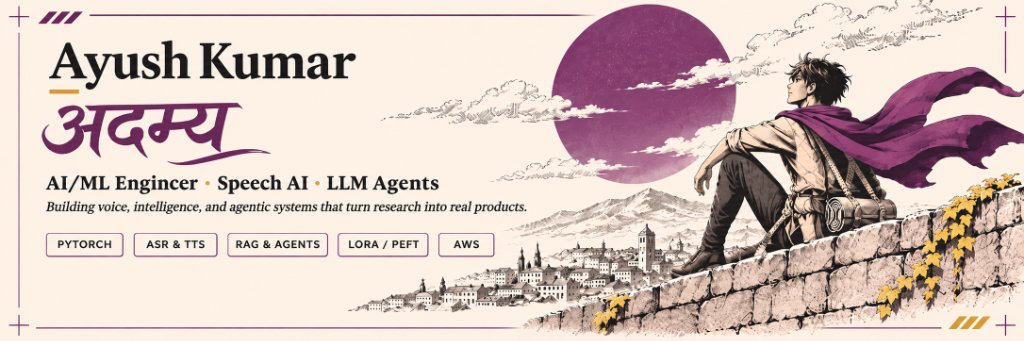 Ayush Kumar
अदम्य
AI/ML Engincer • Speech AI • LLM Agents
Building voice, intelligence, and agentic systems that turn research into real products.
PYTORCH ASR & TTS RAG & AGENTS LORA / PEFT AWS